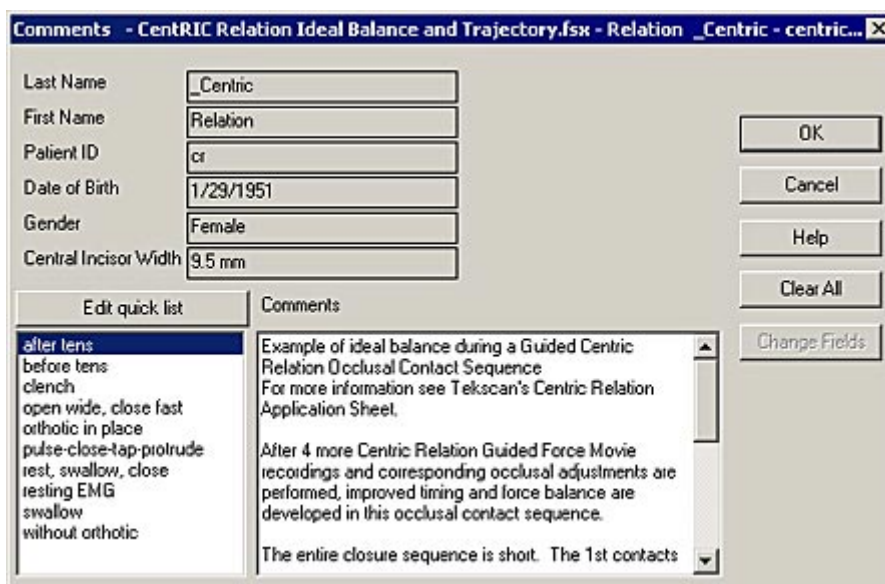 Comments - CentRIC Relation Ideal Balance and Trajectory.fsx - Relation _Centric - centric...
Last Name _Centric
First Name Relation
Patient ID cr
Date of Birth 1/29/1951
Gender Female
Central Incisor Width 9.5 mm
OK
Cancel
Help
Clear All
Change Fields
Edit quick list
after tens
before tens
clench
open wide, close fast
orthotic in place
pulse-close-tap-protrude
rest, swallow, close
resting EMG
swallow
without orthotic
Comments
Example of ideal balance during a Guided Centric
Relation Occlusal Contact Sequence
For more information see Tekscan's Centric Relation
Application Sheet.
After 4 more Centric Relation Guided Force Movie
recordings and corresponding occlusal adjustments are
performed, improved timing and force balance are
developed in this occlusal contact sequence.
The entire closure sequence is short. The 1st contacts